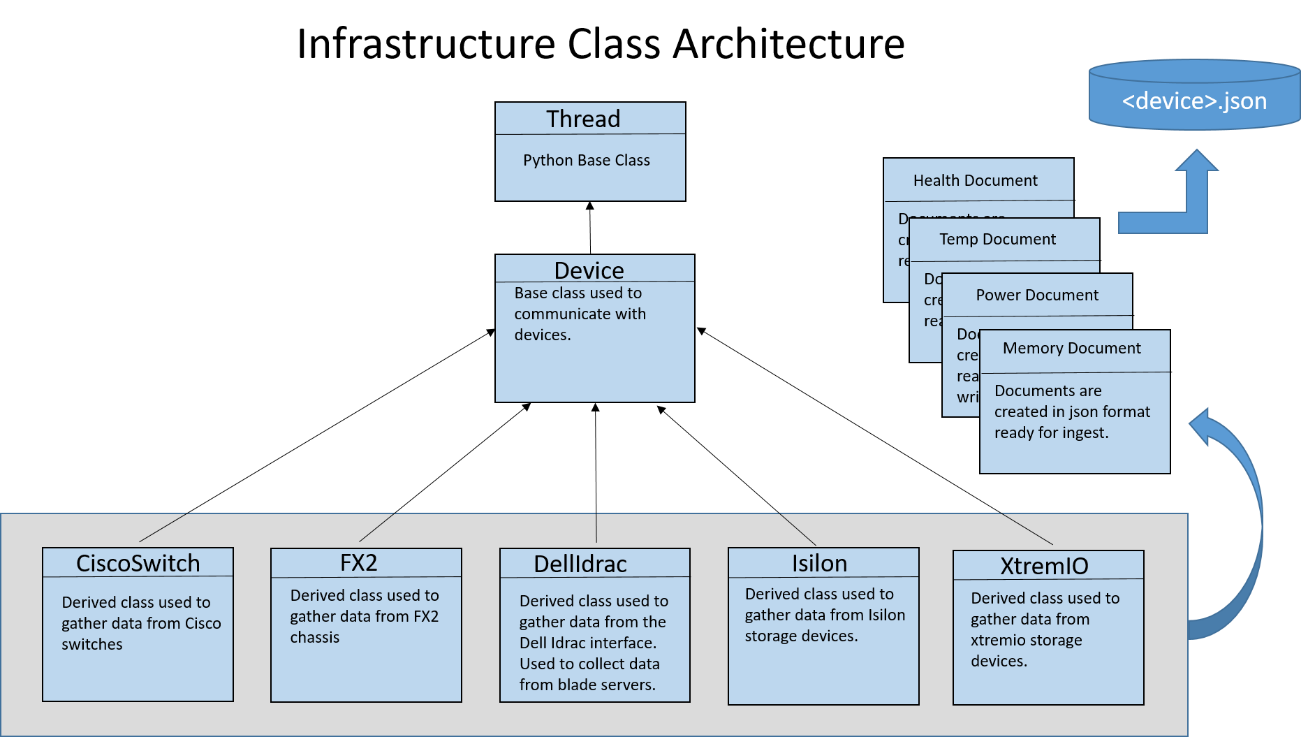 Infrastructure Class Architecture
<device>.json
Thread
Python Base Class
Health Document
Documents are
Temp Document
Device
Base class used to
communicate with
devices.
Power Document
Memory Document
Documents are
created in json format
ready for ingest.
CiscoSwitch
Derived class used to
gather data from Cisco
switches
FX2
Derived class used to
gather data from FX2
chassis
DellIdrac
Derived class used to
gather data from the
Dell Idrac interface.
Used to collect data
from blade servers.
Isilon
Derived class used to
gather data from Isilon
storage devices.
XtremIO
Derived class used to
gather data from
xtremio storage
devices.